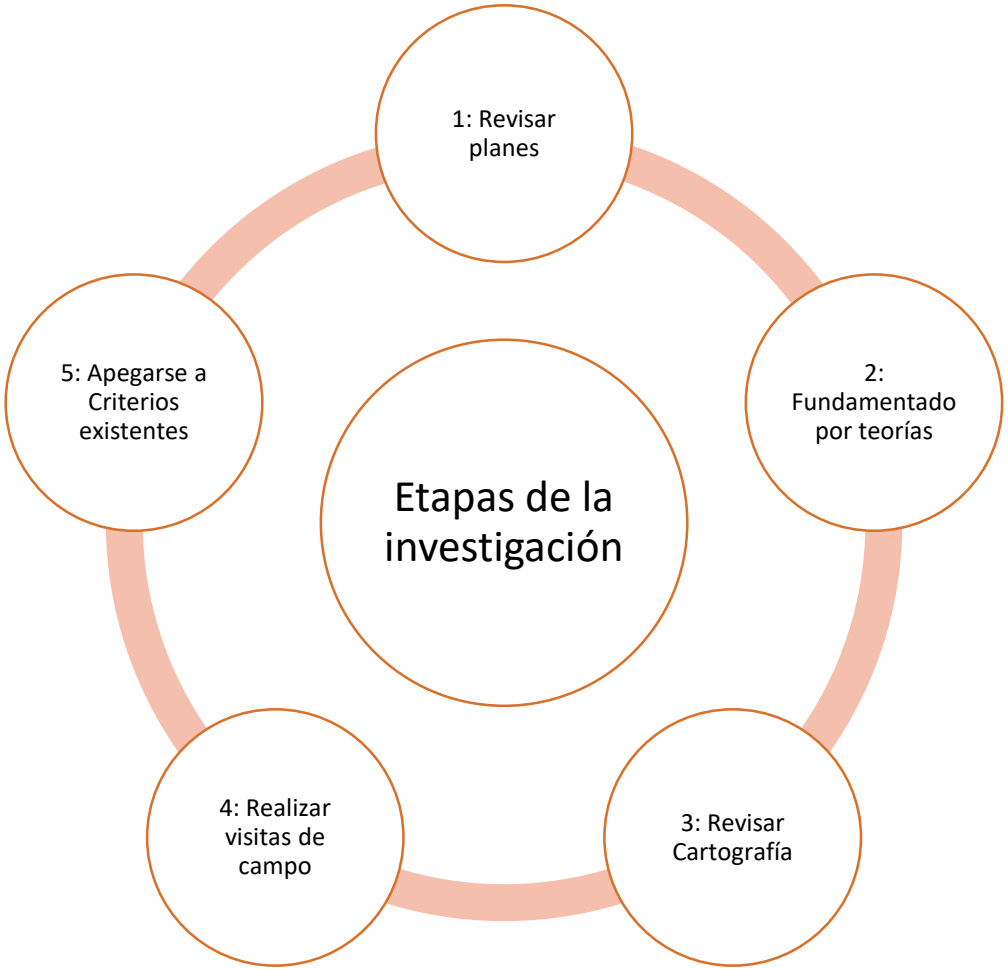 1: Revisar
planes
2:
Fundamentado
por teorías
3: Revisar
Cartografía
4: Realizar
visitas de
campo
5: Apegarse a
Criterios
existentes
Etapas de la
investigación